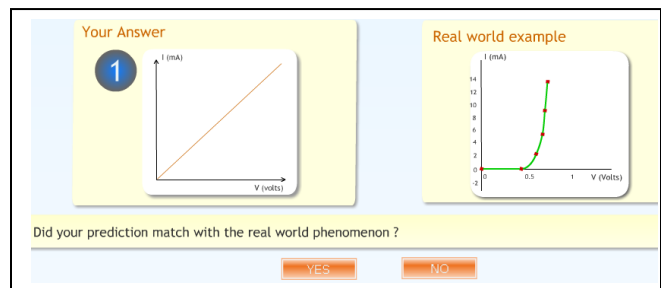 Your Answer
1
I (mA)
V (volts)
Real world example
I (mA)
14
12
10
8
6
4
2
0
-2
0
0.5
1
V (Volts)
Did your prediction match with the real world phenomenon ?
YES
NO